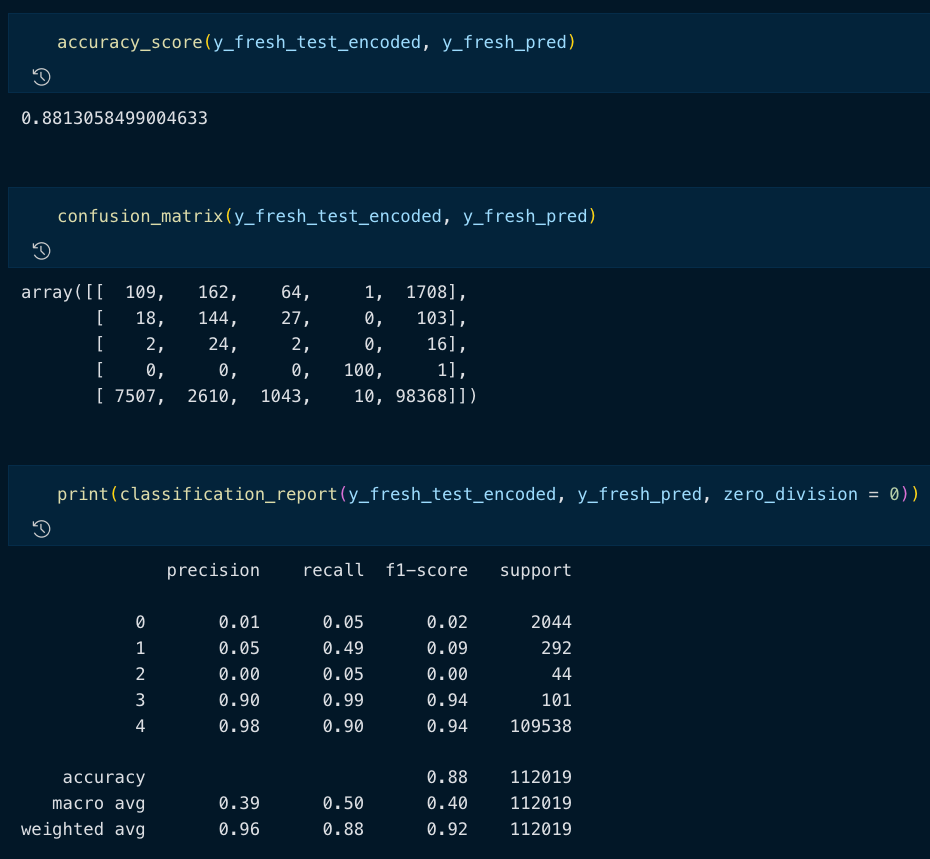 accuracy_score(y_fresh_test_encoded, y_fresh_pred)
0.8813058499004633
confusion_matrix(y_fresh_test_encoded, y_fresh_pred)
array([[  109,   162,    64,     1,  1708],
       [   18,   144,    27,     0,   103],
       [    2,    24,     2,     0,    16],
       [    0,     0,     0,   100,     1],
       [ 7507,  2610,  1043,    10, 98368]])
print(classification_report(y_fresh_test_encoded, y_fresh_pred, zero_division = 0))
              precision    recall  f1-score   support
           0       0.01      0.05      0.02      2044
           1       0.05      0.49      0.09       292
           2       0.00      0.05      0.00        44
           3       0.90      0.99      0.94       101
           4       0.98      0.90      0.94    109538
    accuracy                           0.88    112019
   macro avg       0.39      0.50      0.40    112019
weighted avg       0.96      0.88      0.92    112019